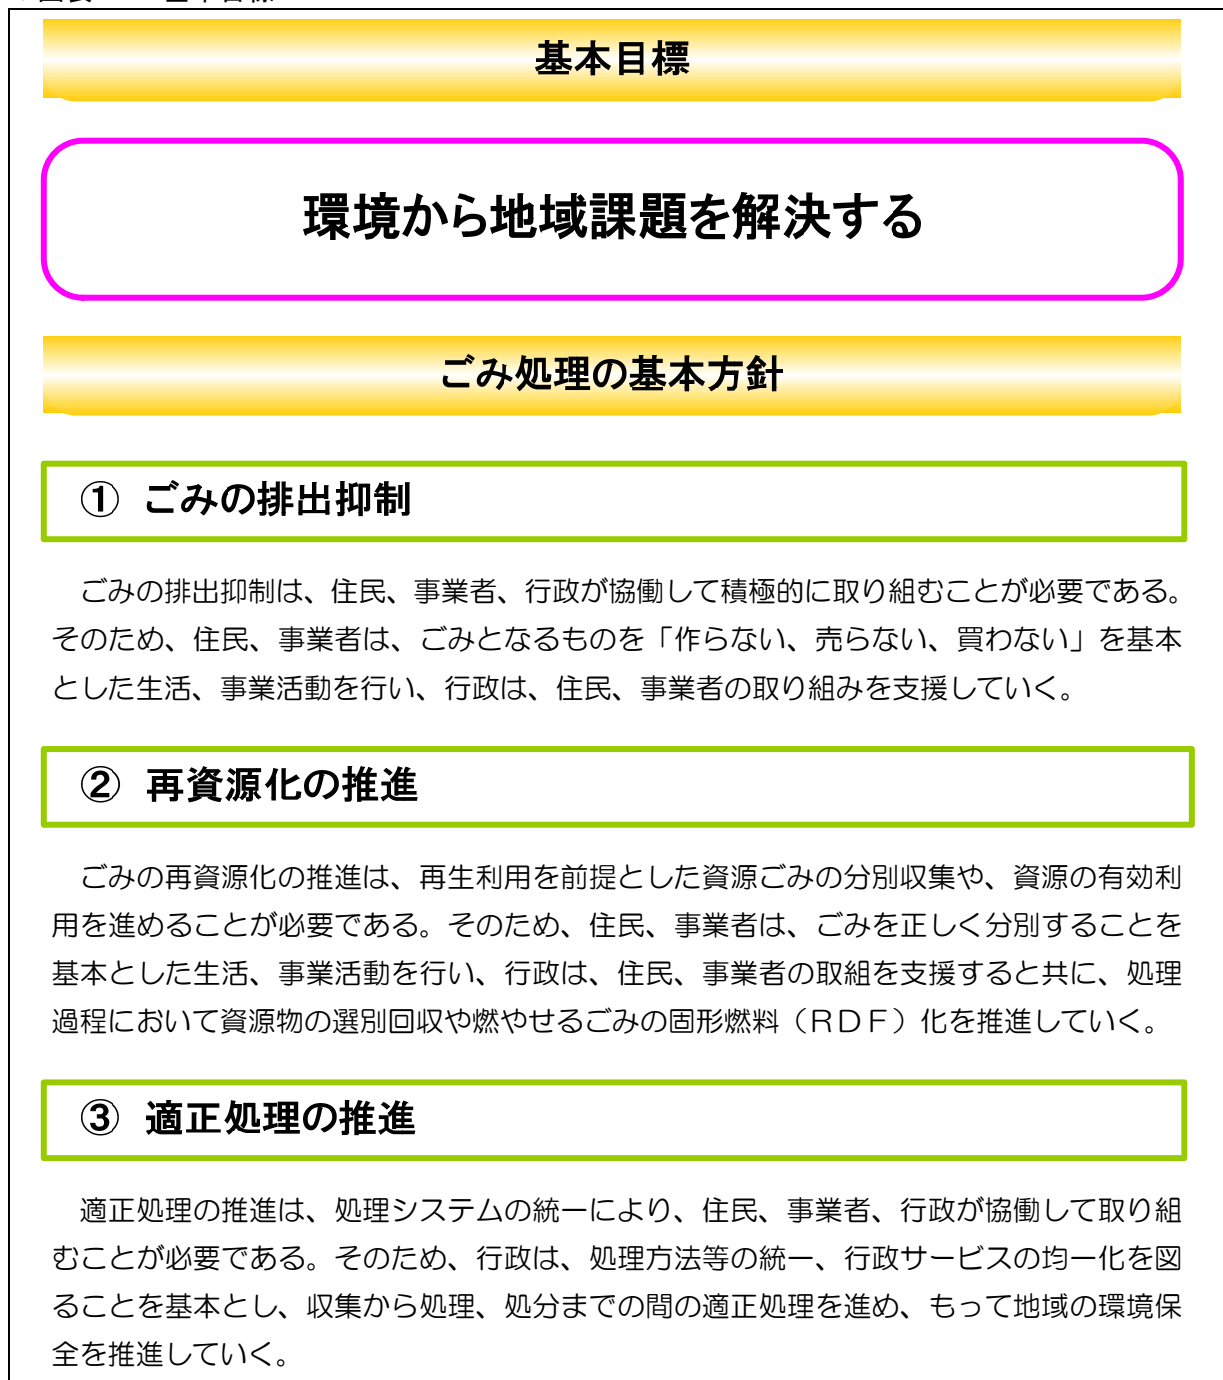 基本目標
環境から地域課題を解決する
ごみ処理の基本方針
① ごみの排出抑制
ごみの排出抑制は、住民、事業者、行政が協働して積極的に取り組むことが必要である。
そのため、住民、事業者は、ごみとなるものを「作らない、売らない、買わない」を基本
とした生活、事業活動を行い、行政は、住民、事業者の取り組みを支援していく。
② 再資源化の推進
ごみの再資源化の推進は、再生利用を前提とした資源ごみの分別収集や、資源の有効利
用を進めることが必要である。そのため、住民、事業者は、ごみを正しく分別することを
基本とした生活、事業活動を行い、行政は、住民、事業者の取組を支援すると共に、処理
過程において資源物の選別回収や燃やせるごみの固形燃料（ＲＤＦ）化を推進していく。
③ 適正処理の推進
適正処理の推進は、処理システムの統一により、住民、事業者、行政が協働して取り組
むことが必要である。そのため、行政は、処理方法等の統一、行政サービスの均一化を図
ることを基本とし、収集から処理、処分までの間の適正処理を進め、もって地域の環境保
全を推進していく。